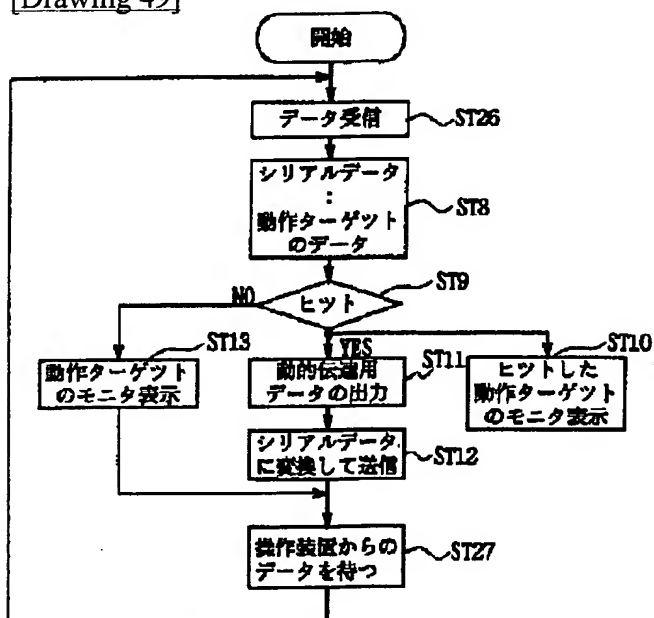 [Drawing 49]
開始
データ受信
ST26
シリアルデータ
:
動作ターゲット
のデータ
ST8
ヒット
ST9
NO
YES
ST13
動作ターゲット
のモニタ表示
ST11
動的伝達用
データの出力
ST10
ヒットした
動作ターゲット
のモニタ表示
シリアルデータ
に変換して送信
ST12
操作装置からの
データを待つ
ST27